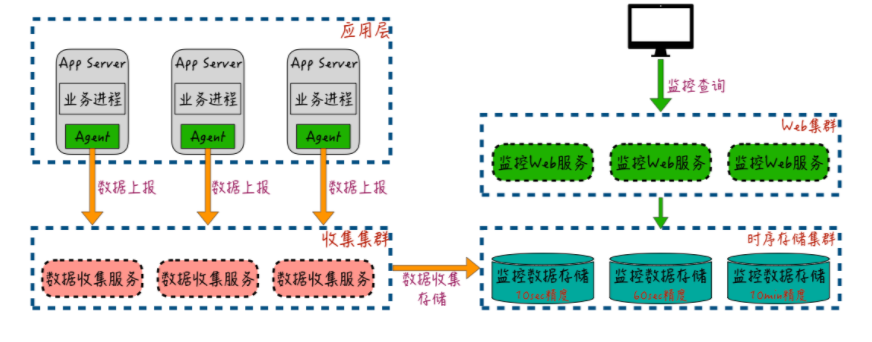 应用层
App Server
App Server
App Server
业务进程
业务进程
业务进程
Agent
Agent
Agent
数据上报
数据上报
数据上报
收集集群
数据收集服务
数据收集服务
数据收集服务
数据收集
存储
监控查询
Web集群
监控Web服务
监控Web服务
监控Web服务
时序存储集群
监控数据存储
10sec精度
监控数据存储
60sec精度
监控数据存储
10min精度